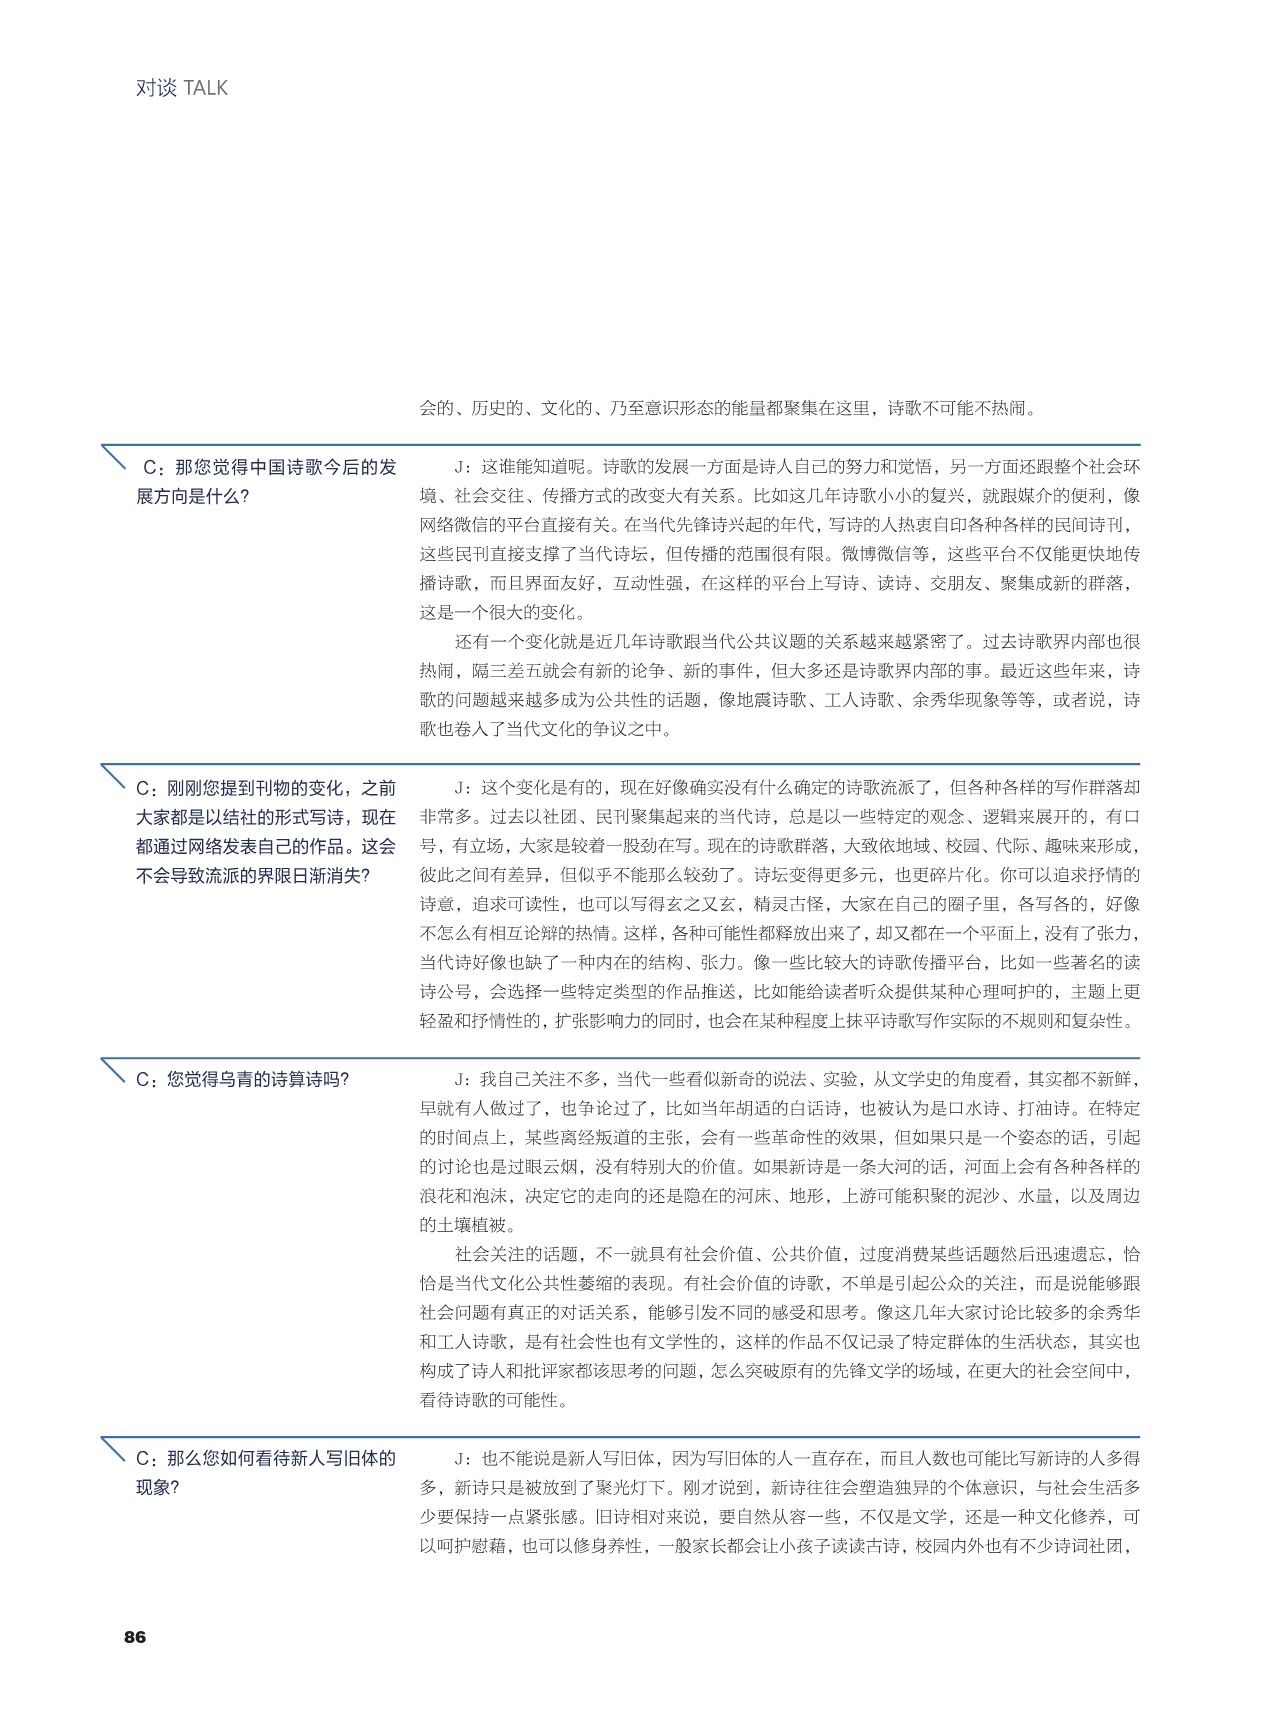 对谈 TALK
会的、历史的、文化的、乃至意识形态的能量都聚集在这里，诗歌不可能不热闹。
C：那您觉得中国诗歌今后的发
展方向是什么？
J：这谁能知道呢。诗歌的发展一方面是诗人自己的努力和觉悟，另一方面还跟整个社会环
境、社会交往、传播方式的改变大有关系。比如这几年诗歌小小的复兴，就跟媒介的便利，像
网络微信的平台直接有关。在当代先锋诗兴起的年代，写诗的人热衷自印各种各样的民间诗刊，
这些民刊直接支撑了当代诗坛，但传播的范围很有限。微博微信等，这些平台不仅能更快地传
播诗歌，而且界面友好，互动性强，在这样的平台上写诗、读诗、交朋友、聚集成新的群落，
这是一个很大的变化。
还有一个变化就是近几年诗歌跟当代公共议题的关系越来越紧密了。过去诗歌界内部也很
热闹，隔三差五就会有新的论争、新的事件，但大多还是诗歌界内部的事。最近这些年来，诗
歌的问题越来越多成为公共性的话题，像地震诗歌、工人诗歌、余秀华现象等等，或者说，诗
歌也卷入了当代文化的争议之中。
C：刚刚您提到刊物的变化，之前
大家都是以结社的形式写诗，现在
都通过网络发表自己的作品。这会
不会导致流派的界限日渐消失？
J：这个变化是有的，现在好像确实没有什么确定的诗歌流派了，但各种各样的写作群落却
非常多。过去以社团、民刊聚集起来的当代诗，总是以一些特定的观念、逻辑来展开的，有口
号，有立场，大家是较着一股劲在写。现在的诗歌群落，大致依地域、校园、代际、趣味来形成，
彼此之间有差异，但似乎不能那么较劲了。诗坛变得更多元，也更碎片化。你可以追求抒情的
诗意，追求可读性，也可以写得玄之又玄，精灵古怪，大家在自己的圈子里，各写各的，好像
不怎么有相互论辩的热情。这样，各种可能性都释放出来了，却又都在一个平面上，没有了张力，
当代诗好像也缺了一种内在的结构、张力。像一些比较大的诗歌传播平台，比如一些著名的读
诗公号，会选择一些特定类型的作品推送，比如能给读者听众提供某种心理呵护的，主题上更
轻盈和抒情性的，扩张影响力的同时，也会在某种程度上抹平诗歌写作实际的不规则和复杂性。
C：您觉得乌青的诗算诗吗？
J：我自己关注不多，当代一些看似新奇的说法、实验，从文学史的角度看，其实都不新鲜，
早就有人做过了，也争论过了，比如当年胡适的白话诗，也被认为是口水诗、打油诗。在特定
的时间点上，某些离经叛道的主张，会有一些革命性的效果，但如果只是一个姿态的话，引起
的讨论也是过眼云烟，没有特别大的价值。如果新诗是一条大河的话，河面上会有各种各样的
浪花和泡沫，决定它的走向的还是隐在的河床、地形，上游可能积聚的泥沙、水量，以及周边
的土壤植被。
社会关注的话题，不一就具有社会价值、公共价值，过度消费某些话题然后迅速遗忘，恰
恰是当代文化公共性萎缩的表现。有社会价值的诗歌，不单是引起公众的关注，而是说能够跟
社会问题有真正的对话关系，能够引发不同的感受和思考。像这几年大家讨论比较多的余秀华
和工人诗歌，是有社会性也有文学性的，这样的作品不仅记录了特定群体的生活状态，其实也
构成了诗人和批评家都该思考的问题，怎么突破原有的先锋文学的场域，在更大的社会空间中，
看待诗歌的可能性。
C：那么您如何看待新人写旧体的
现象？
J：也不能说是新人写旧体，因为写旧体的人一直存在，而且人数也可能比写新诗的人多得
多，新诗只是被放到了聚光灯下。刚才说到，新诗往往会塑造独异的个体意识，与社会生活多
少要保持一点紧张感。旧诗相对来说，要自然从容一些，不仅是文学，还是一种文化修养，可
以呵护慰藉，也可以修身养性，一般家长都会让小孩子读读古诗，校园内外也有不少诗词社团，
86